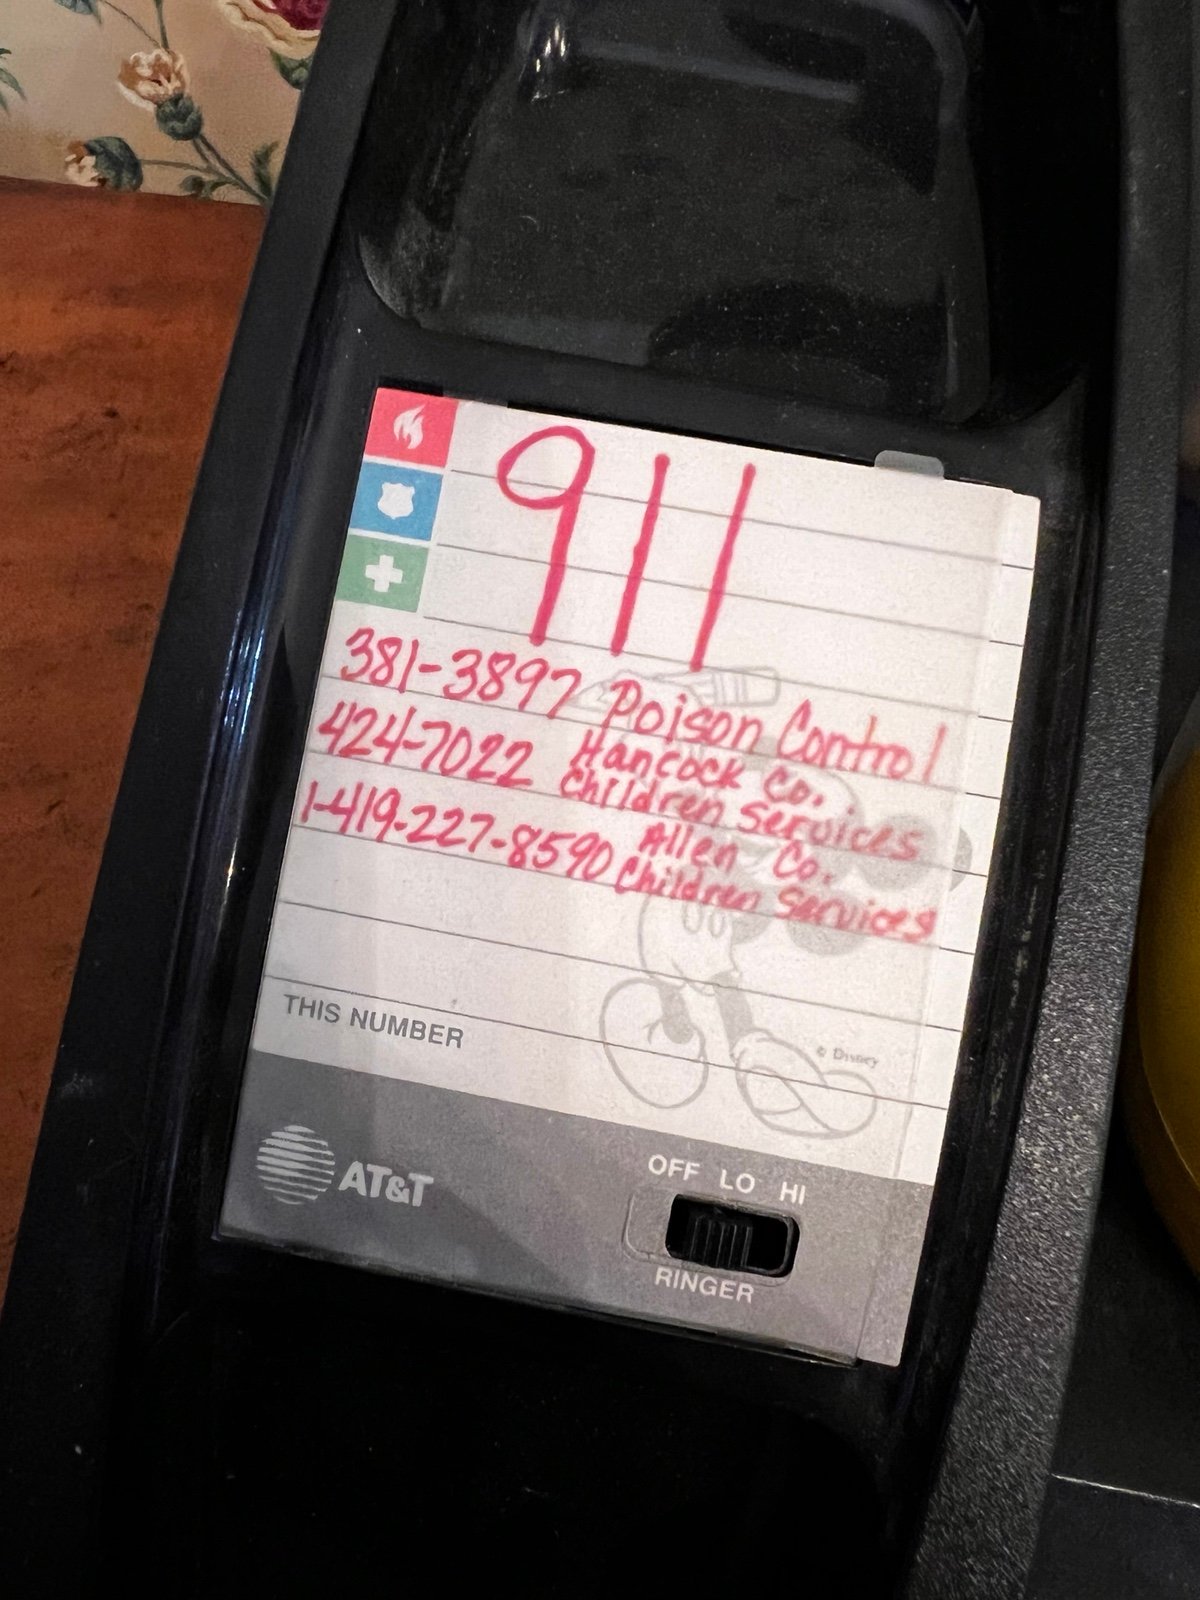 911
381-3897 Poison Control
424-7022 Hancock Co.
Children Services
1-419-227-8590 Allen Co.
Children Services
THIS NUMBER
© Disney
AT&T
OFF LO HI
RINGER